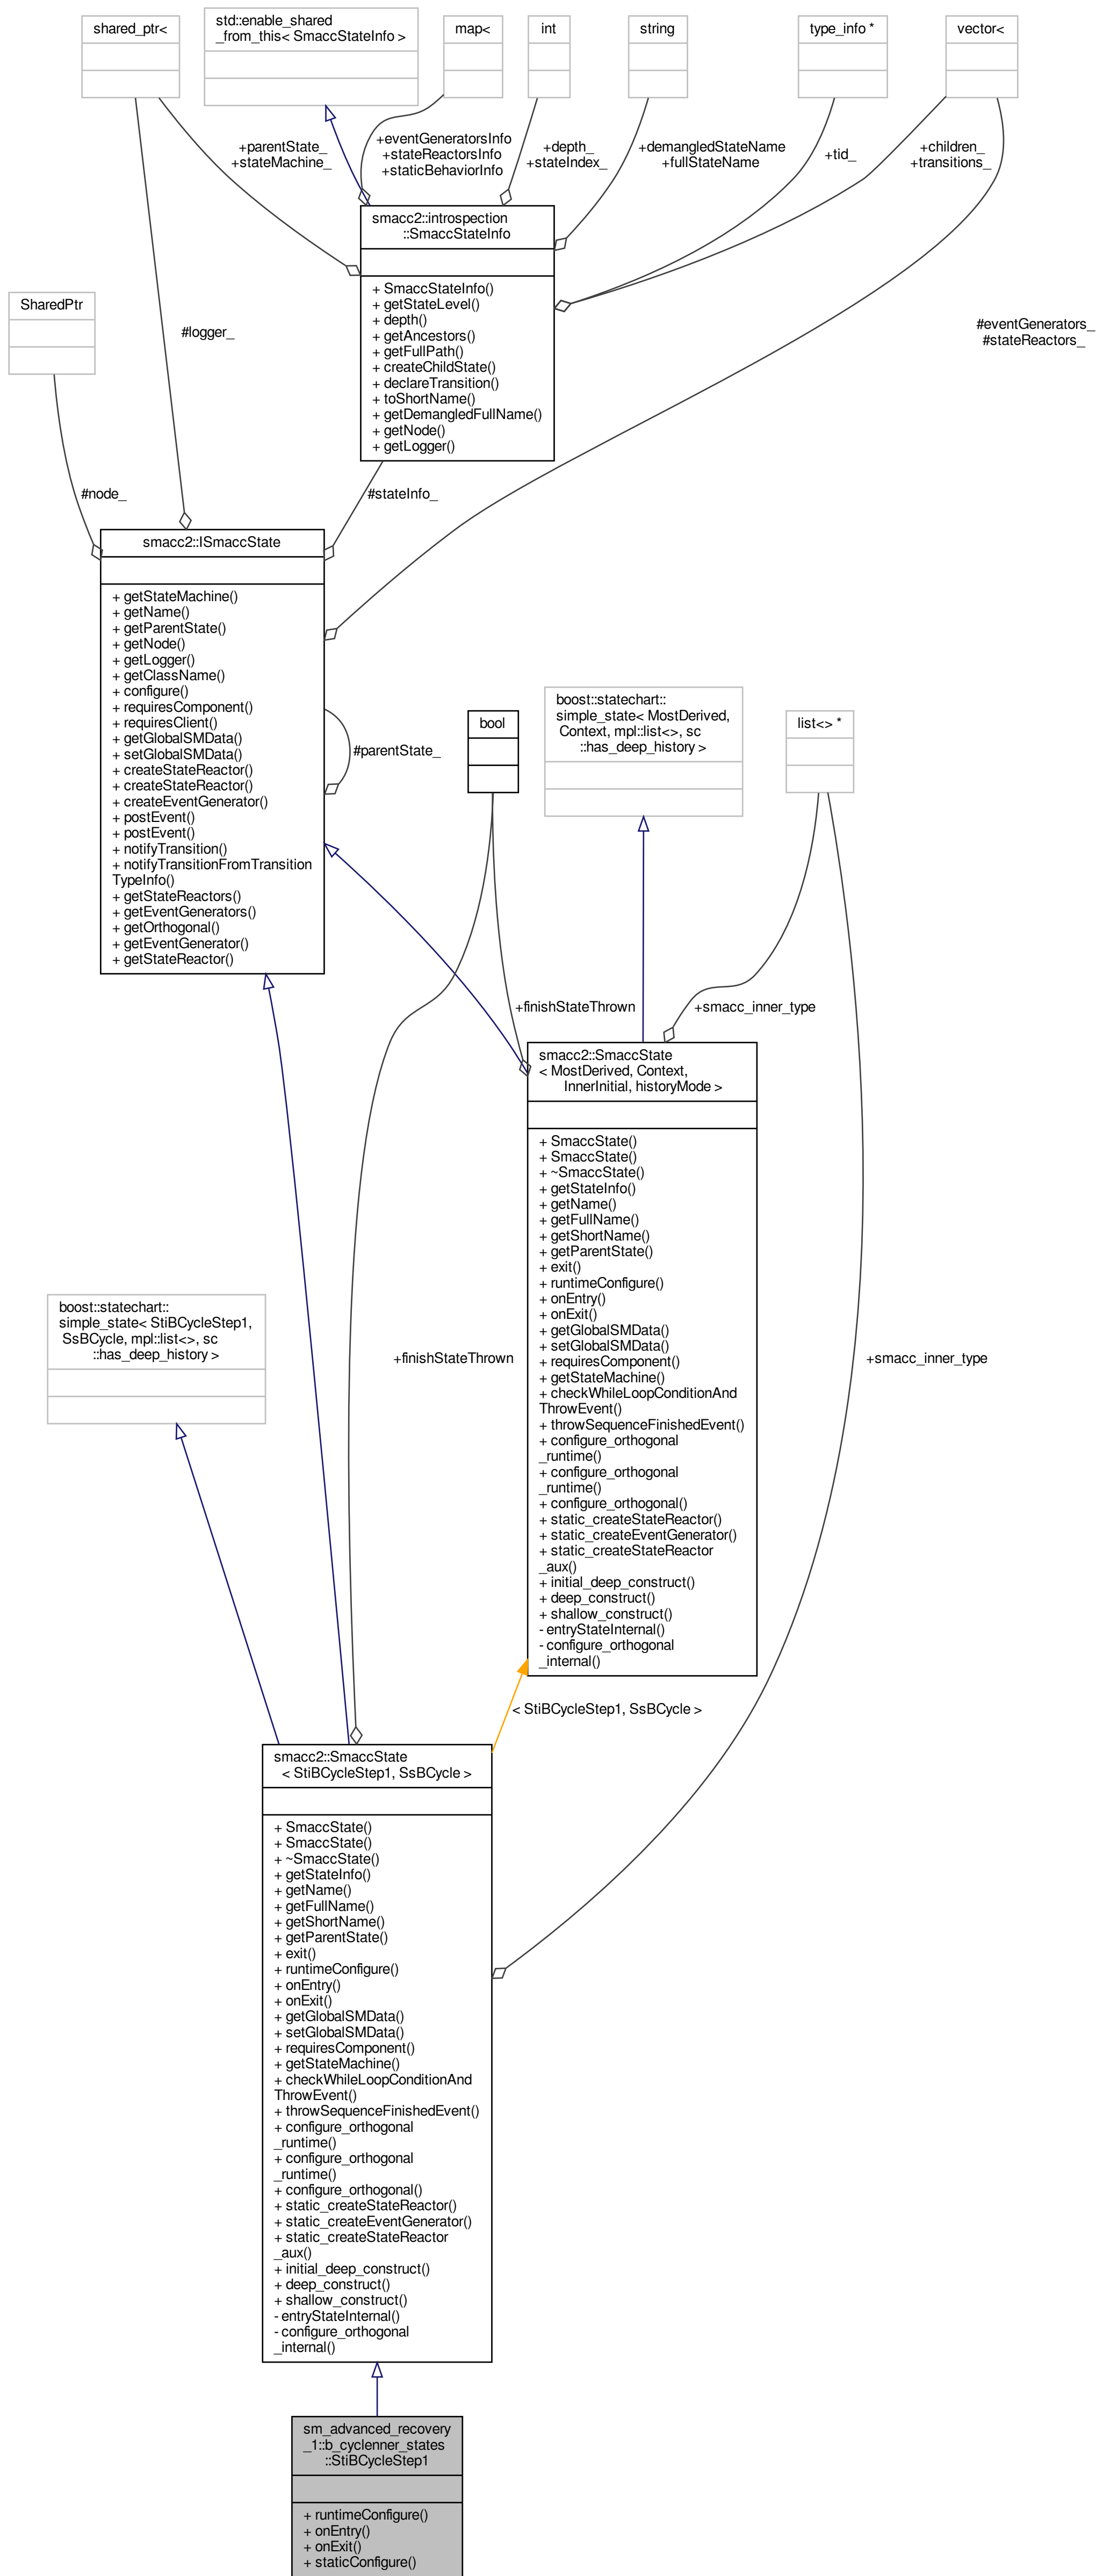 shared_ptr<
std::enable_shared
_from_this< SmaccStateInfo >
map<
int
string
type_info *
vector<
+parentState_
+stateMachine_
+eventGeneratorsInfo
+stateReactorsInfo
+staticBehaviorInfo
+depth_
+stateIndex_
+demangledStateName
+fullStateName
+tid_
+children_
+transitions_
smacc2::introspection
::SmaccStateInfo
+ SmaccStateInfo()
+ getStateLevel()
+ depth()
+ getAncestors()
+ getFullPath()
+ createChildState()
+ declareTransition()
+ toShortName()
+ getDemangledFullName()
+ getNode()
+ getLogger()
SharedPtr
#logger_
#eventGenerators_
#stateReactors_
#node_
#stateInfo_
smacc2::ISmaccState
+ getStateMachine()
+ getName()
+ getParentState()
+ getNode()
+ getLogger()
+ getClassName()
+ configure()
+ requiresComponent()
+ requiresClient()
+ getGlobalSMData()
+ setGlobalSMData()
+ createStateReactor()
+ createStateReactor()
+ createEventGenerator()
+ postEvent()
+ postEvent()
+ notifyTransition()
+ notifyTransitionFromTransition
TypeInfo()
+ getStateReactors()
+ getEventGenerators()
+ getOrthogonal()
+ getEventGenerator()
+ getStateReactor()
#parentState_
bool
boost::statechart::
simple_state< MostDerived,
Context, mpl::list<>, sc
::has_deep_history >
list<> *
+finishStateThrown
+smacc_inner_type
smacc2::SmaccState
< MostDerived, Context,
InnerInitial, historyMode >
+ SmaccState()
+ SmaccState()
+ ~SmaccState()
+ getStateInfo()
+ getName()
+ getFullName()
+ getShortName()
+ getParentState()
+ exit()
+ runtimeConfigure()
+ onEntry()
+ onExit()
+ getGlobalSMData()
+ setGlobalSMData()
+ requiresComponent()
+ getStateMachine()
+ checkWhileLoopConditionAnd
ThrowEvent()
+ throwSequenceFinishedEvent()
+ configure_orthogonal
_runtime()
+ configure_orthogonal
_runtime()
+ configure_orthogonal()
+ static_createStateReactor()
+ static_createEventGenerator()
+ static_createStateReactor
_aux()
+ initial_deep_construct()
+ deep_construct()
+ shallow_construct()
- entryStateInternal()
- configure_orthogonal
_internal()
boost::statechart::
simple_state< StiBCycleStep1,
SsBCycle, mpl::list<>, sc
::has_deep_history >
+finishStateThrown
+smacc_inner_type
< StiBCycleStep1, SsBCycle >
smacc2::SmaccState
< StiBCycleStep1, SsBCycle >
+ SmaccState()
+ SmaccState()
+ ~SmaccState()
+ getStateInfo()
+ getName()
+ getFullName()
+ getShortName()
+ getParentState()
+ exit()
+ runtimeConfigure()
+ onEntry()
+ onExit()
+ getGlobalSMData()
+ setGlobalSMData()
+ requiresComponent()
+ getStateMachine()
+ checkWhileLoopConditionAnd
ThrowEvent()
+ throwSequenceFinishedEvent()
+ configure_orthogonal
_runtime()
+ configure_orthogonal
_runtime()
+ configure_orthogonal()
+ static_createStateReactor()
+ static_createEventGenerator()
+ static_createStateReactor
_aux()
+ initial_deep_construct()
+ deep_construct()
+ shallow_construct()
- entryStateInternal()
- configure_orthogonal
_internal()
sm_advanced_recovery
_1::b_cyclenner_states
::StiBCycleStep1
+ runtimeConfigure()
+ onEntry()
+ onExit()
+ staticConfigure()